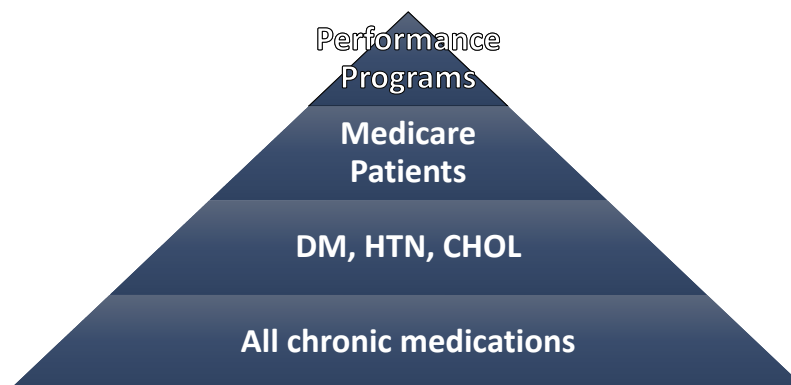 Performance
Programs
Medicare
Patients
DM, HTN, CHOL
All chronic medications